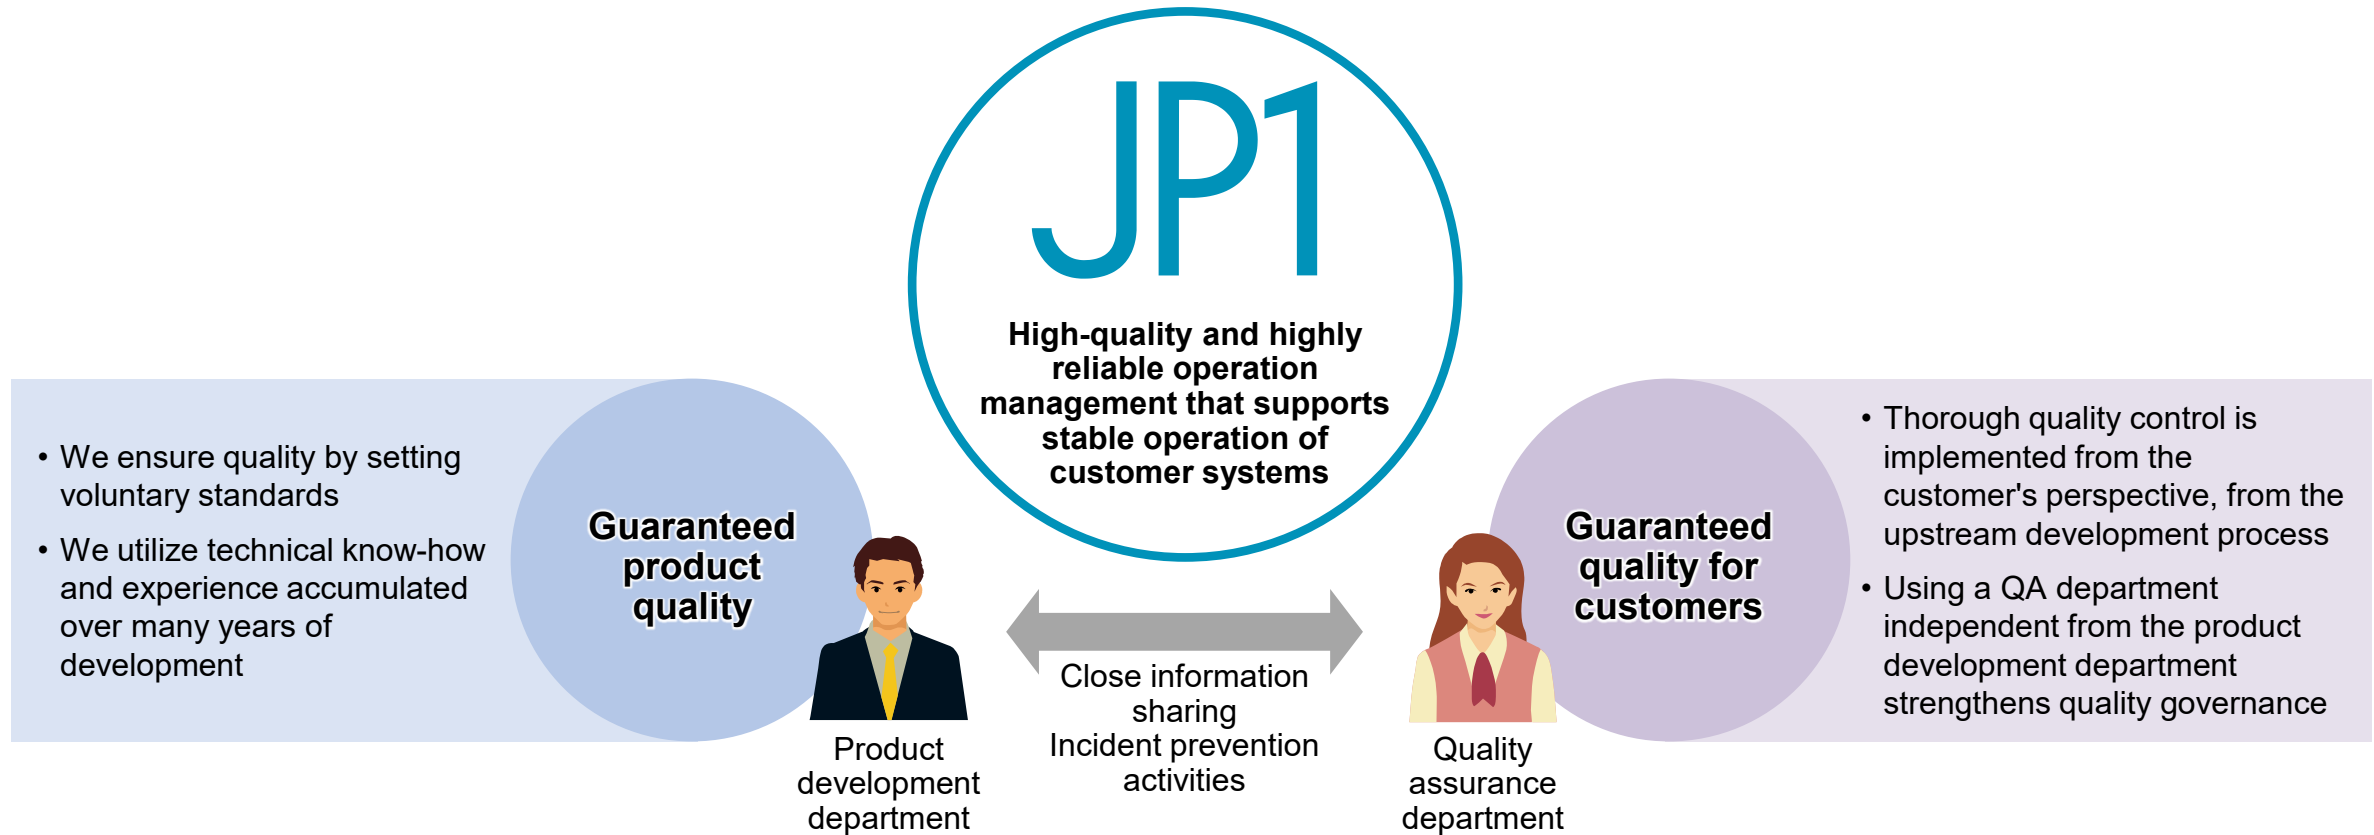 JP1
High-quality and highly
reliable operation
management that supports
stable operation of
customer systems
• We ensure quality by setting
voluntary standards
• We utilize technical know-how
and experience accumulated
over many years of
development
Guaranteed
product
quality
Product
development
department
Close information
sharing
Incident prevention
activities
Quality
assurance
department
Guaranteed
quality for
customers
• Thorough quality control is
implemented from the
customer's perspective, from the
upstream development process
• Using a QA department
independent from the product
development department
strengthens quality governance